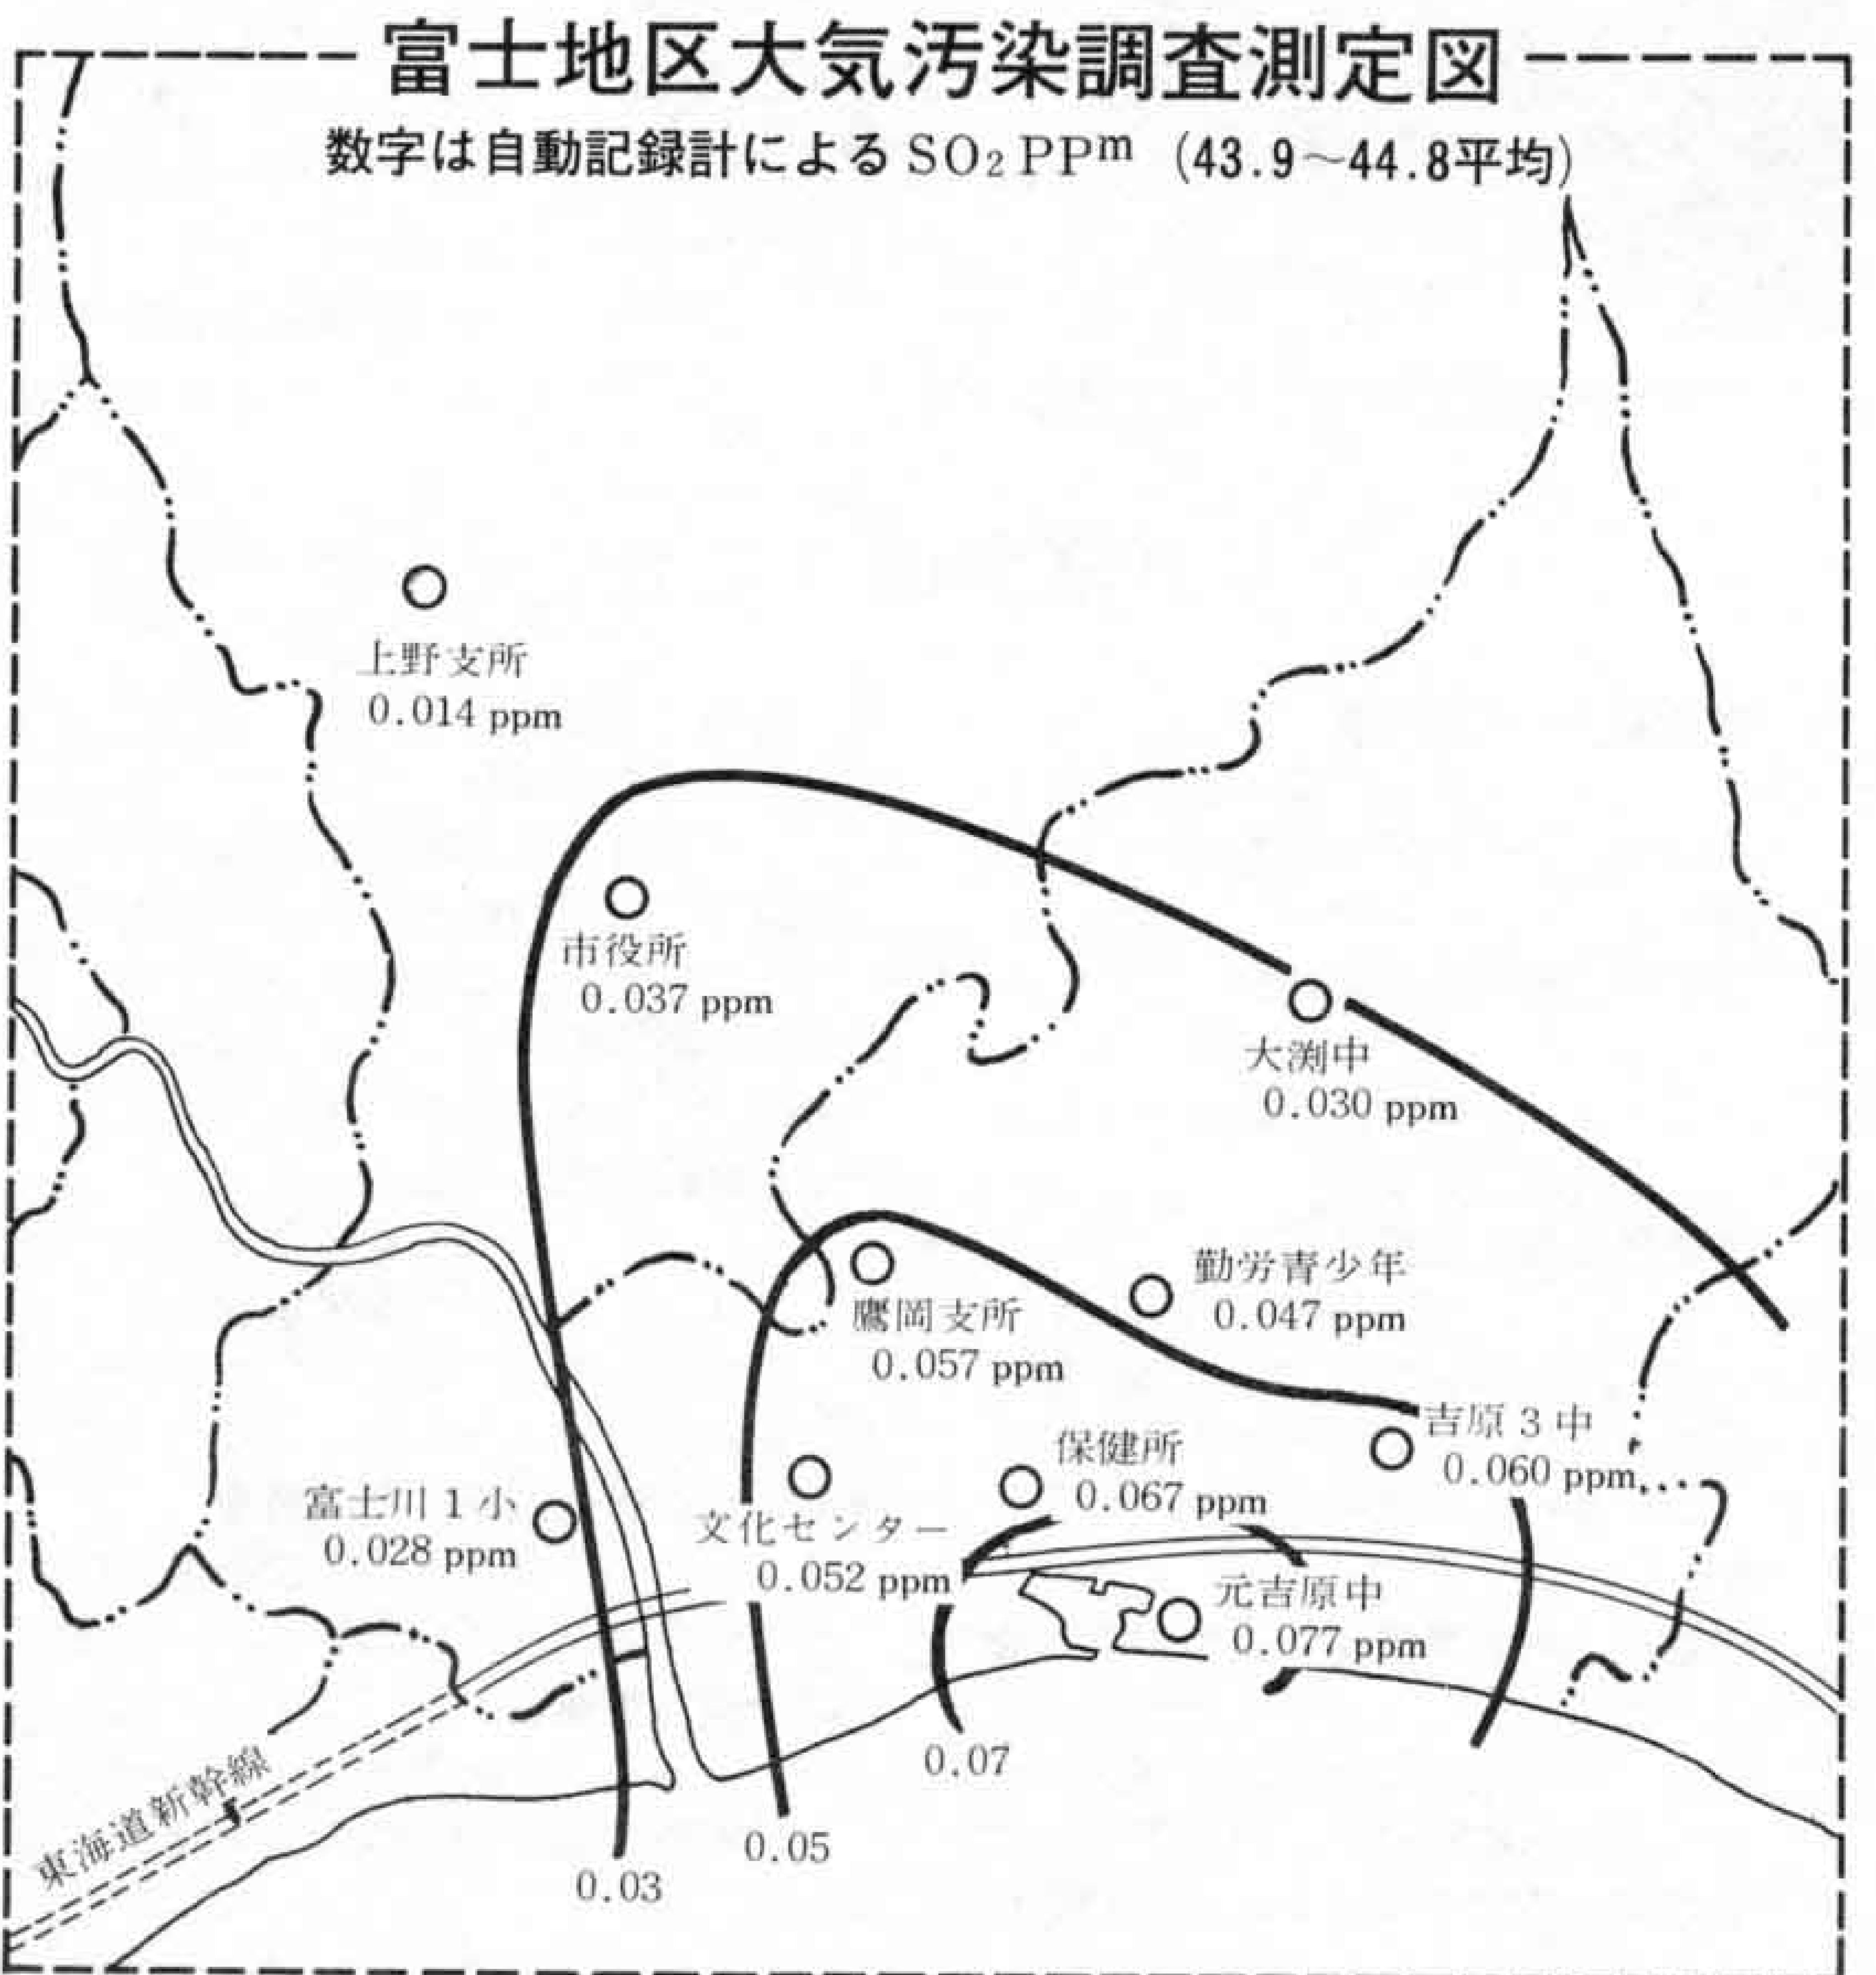 富士地区大気汚染調査測定図
数字は自動記録計によるSO₂PPm (43.9～44.8平均)
上野支所
0.014 ppm
市役所
0.037 ppm
大渕中
0.030 ppm
勤労青少年
0.047 ppm
鷹岡支所
0.057 ppm
吉原3中
0.060 ppm
保健所
0.067 ppm
富士川1小
0.028 ppm
文化センター
0.052 ppm
元吉原中
0.077 ppm
東海道新幹線
0.07
0.05
0.03